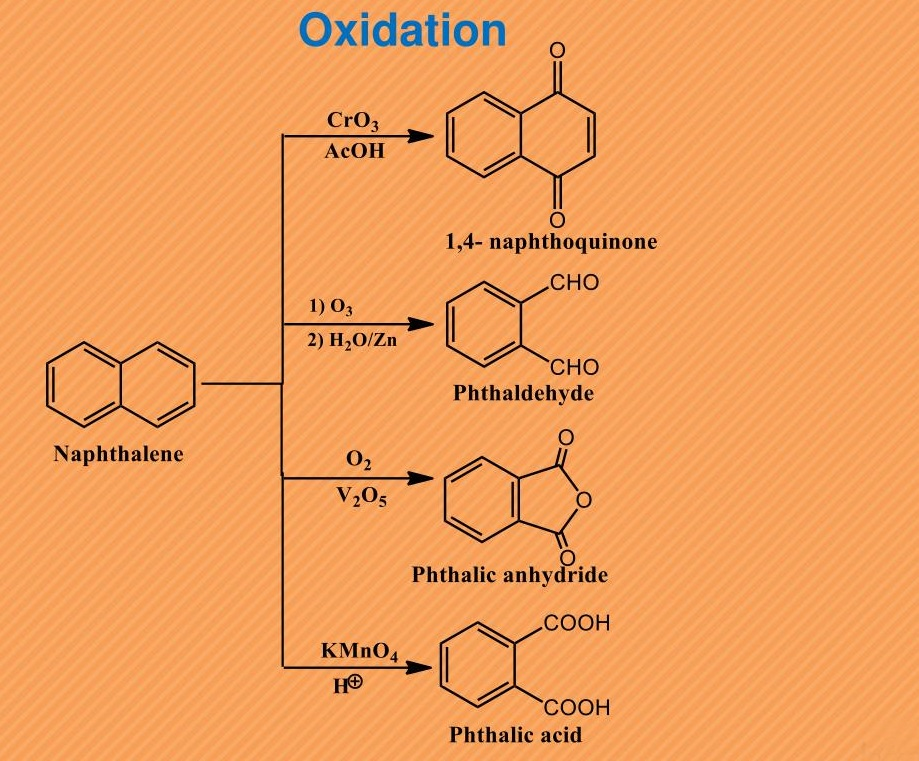 Oxidation
O
CrO₃
AcOH
O
1,4- naphthoquinone
CHO
1) O₃
2) H₂O/Zn
CHO
Phthaldehyde
Naphthalene
O
O₂
V₂O₅
O
O
Phthalic anhydride
COOH
KMnO₄
H⊕
COOH
Phthalic acid